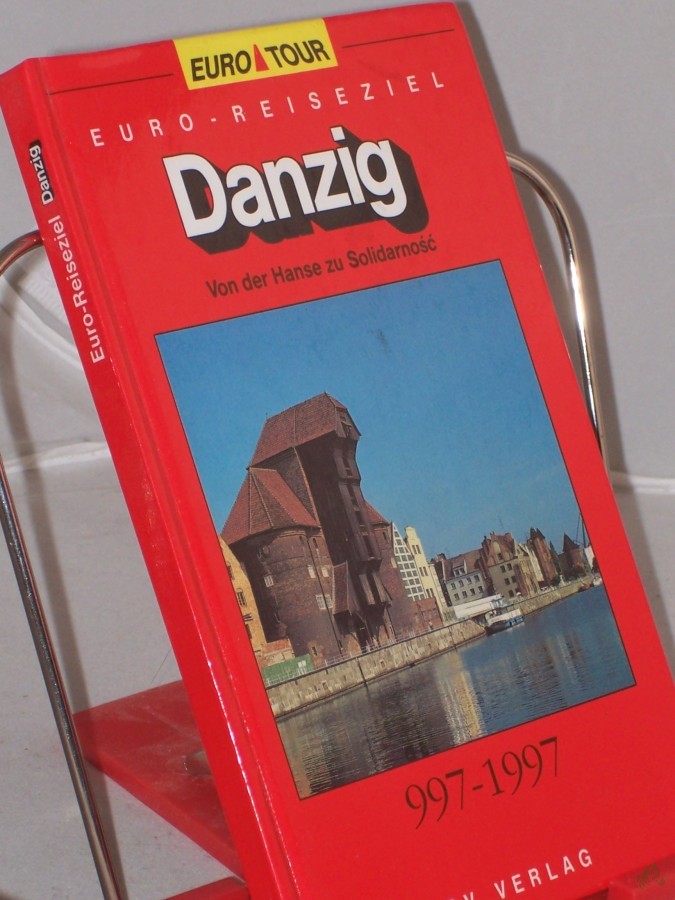 EURO TOUR
EURO-REISEZIEL
Danzig
Von der Hanse zu Solidarność
997-1997
VERLAG
Euro-Reiseziel Danzig